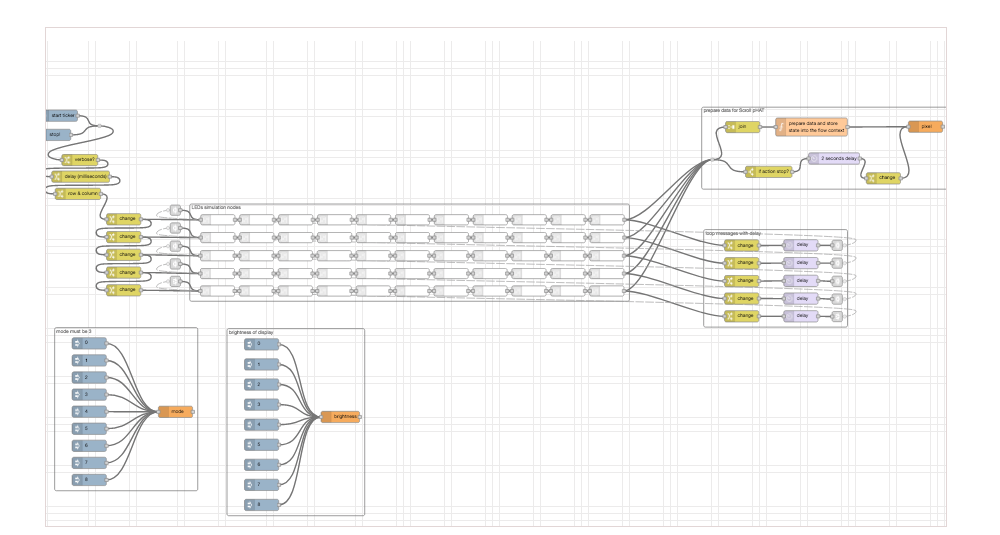 start ticker
stop!
verbose?
delay (milliseconds)
row & column
change
change
change
change
change
LEDs simulation nodes
prepare data for Scroll pHAT
join
prepare data and store
store into the flow context
pixel
if action stop?
2 seconds delay
change
loop messages with delay
change
delay
change
delay
change
delay
change
delay
change
delay
mode must be 3
0
1
2
3
4
5
6
7
8
mode
brightness of display
0
1
2
3
4
5
6
7
8
brightness